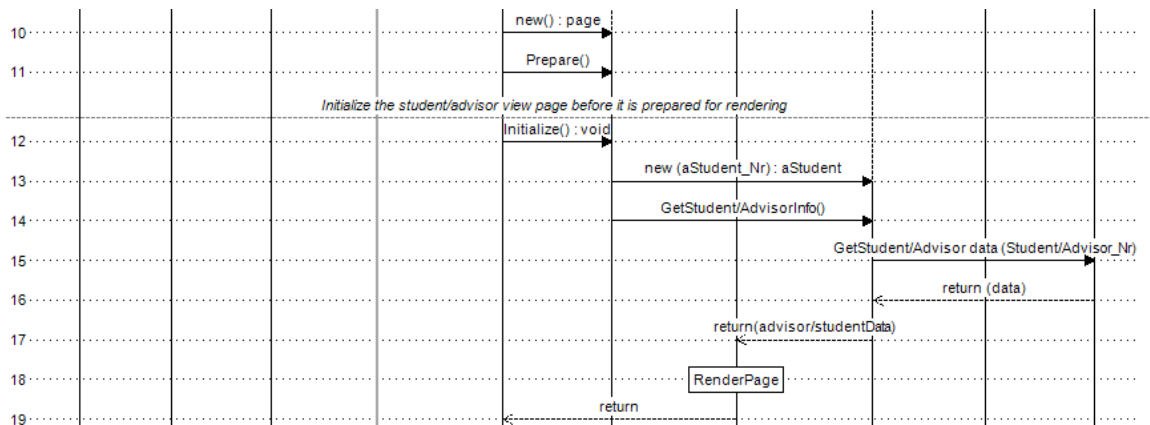 new() : page
10
Prepare()
11
Initialize the student/advisor view page before it is prepared for rendering
Initialize() : void
12
new (aStudent_Nr) : aStudent
13
GetStudent/AdvisorInfo()
14
GetStudent/Advisor data (Student/Advisor_Nr)
15
return (data)
16
return(advisor/studentData)
17
18
RenderPage
return
19